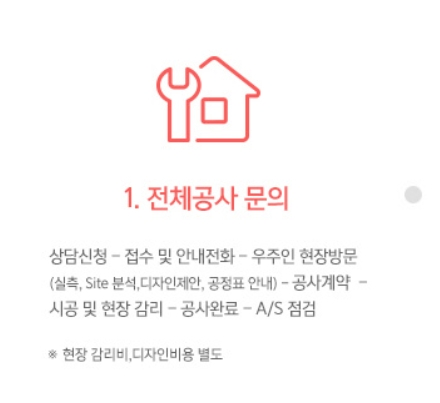 1. 전체공사 문의
상담신청 – 접수 및 안내전화 – 우주인 현장방문
(실측, Site 분석,디자인제안, 공정표 안내) – 공사계약 –
시공 및 현장 감리 – 공사완료 – A/S 점검
※ 현장 감리비,디자인비용 별도